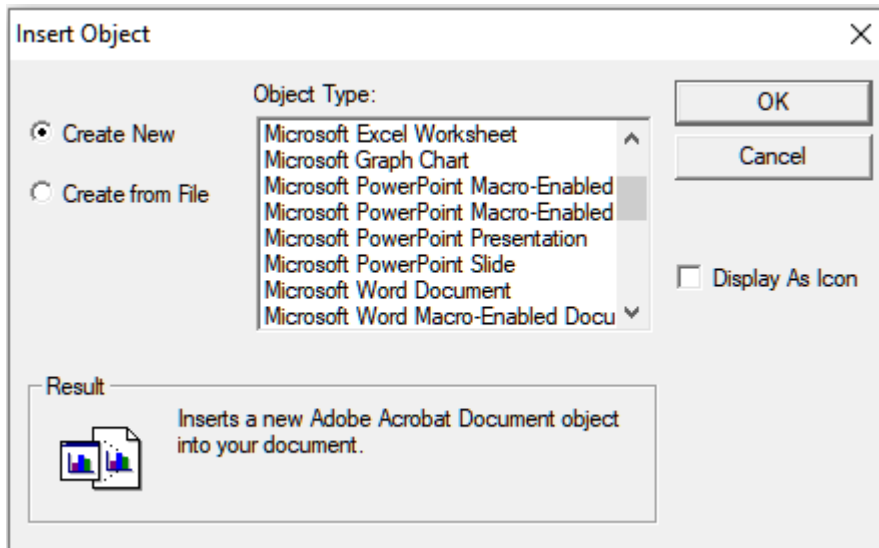 Insert Object
Object Type:
Create New
Create from File
Microsoft Excel Worksheet
Microsoft Graph Chart
Microsoft PowerPoint Macro-Enabled
Microsoft PowerPoint Macro-Enabled
Microsoft PowerPoint Presentation
Microsoft PowerPoint Slide
Microsoft Word Document
Microsoft Word Macro-Enabled Docu
OK
Cancel
Display As Icon
Result
Inserts a new Adobe Acrobat Document object
into your document.